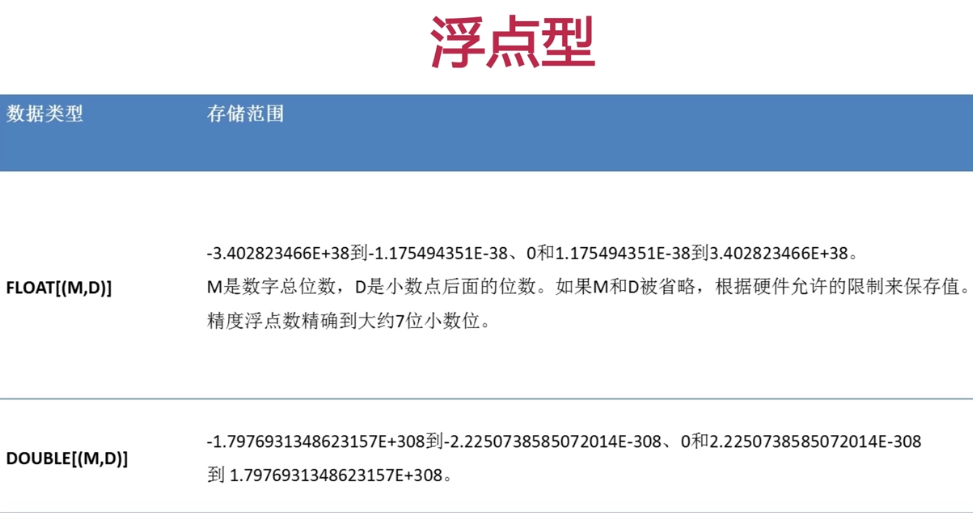 浮点型
数据类型 存储范围
-3.402823466E+38到-1.175494351E-38、0和1.175494351E-38到3.402823466E+38。
FLOAT[(M,D)] M是数字总位数，D是小数点后面的位数。如果M和D被省略，根据硬件允许的限制来保存值。
精度浮点数精确到大约7位小数位。
-1.7976931348623157E+308到-2.2250738585072014E-308、0和2.2250738585072014E-308
DOUBLE[(M,D)]
到 1.7976931348623157E+308。